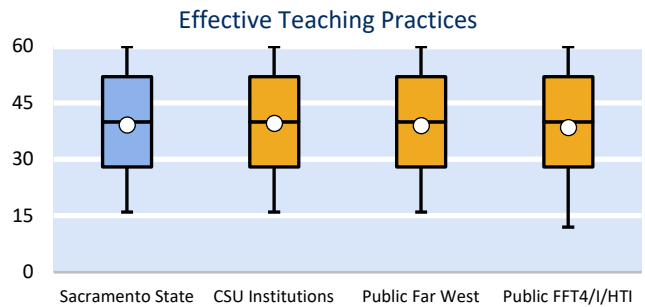 Effective Teaching Practices
60
45
30
15
0
Sacramento State CSU Institutions Public Far West Public FFT4/I/HTI